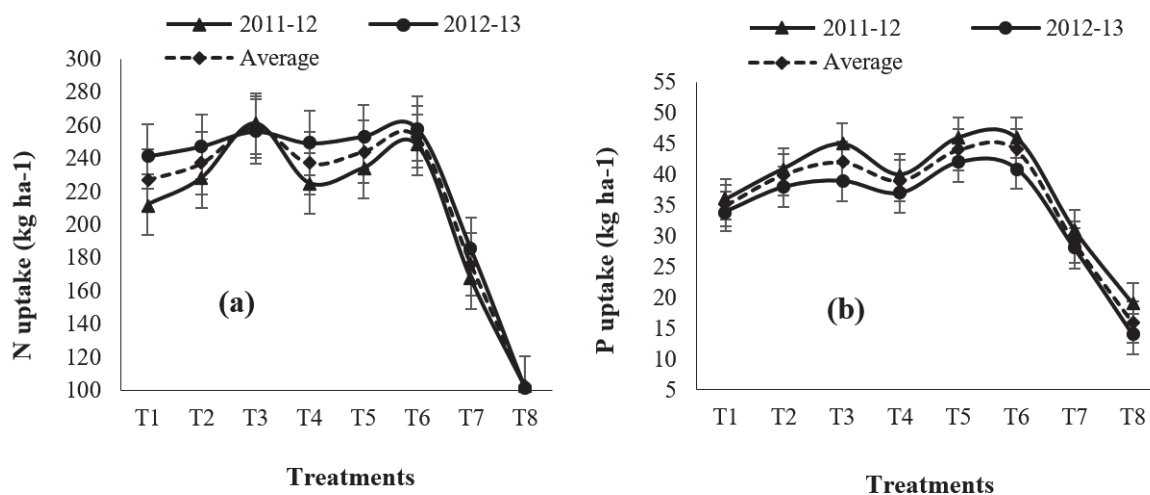 2011-12 2012-13
Average
300
280
260
240
220
200
180
160
140
120
100
N uptake (kg ha-1)
(a)
T1 T2 T3 T4 T5 T6 T7 T8
Treatments
2011-12 2012-13
Average
55
50
45
40
35
30
25
20
15
10
5
P uptake (kg ha-1)
(b)
T1 T2 T3 T4 T5 T6 T7 T8
Treatments